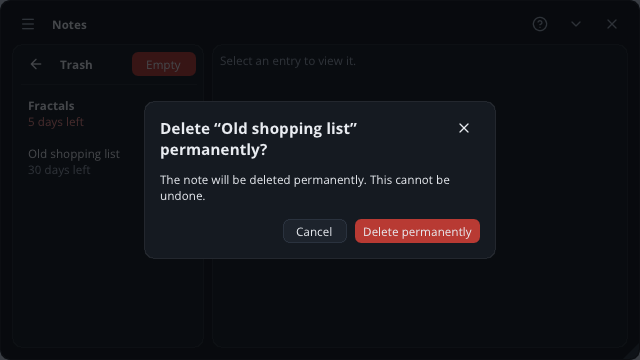 Notes
Trash
Empty
Select an entry to view it.
Fractals
5 days left
Old shopping list
30 days left
Delete “Old shopping list”
permanently?
The note will be deleted permanently. This cannot be
undone.
Cancel
Delete permanently